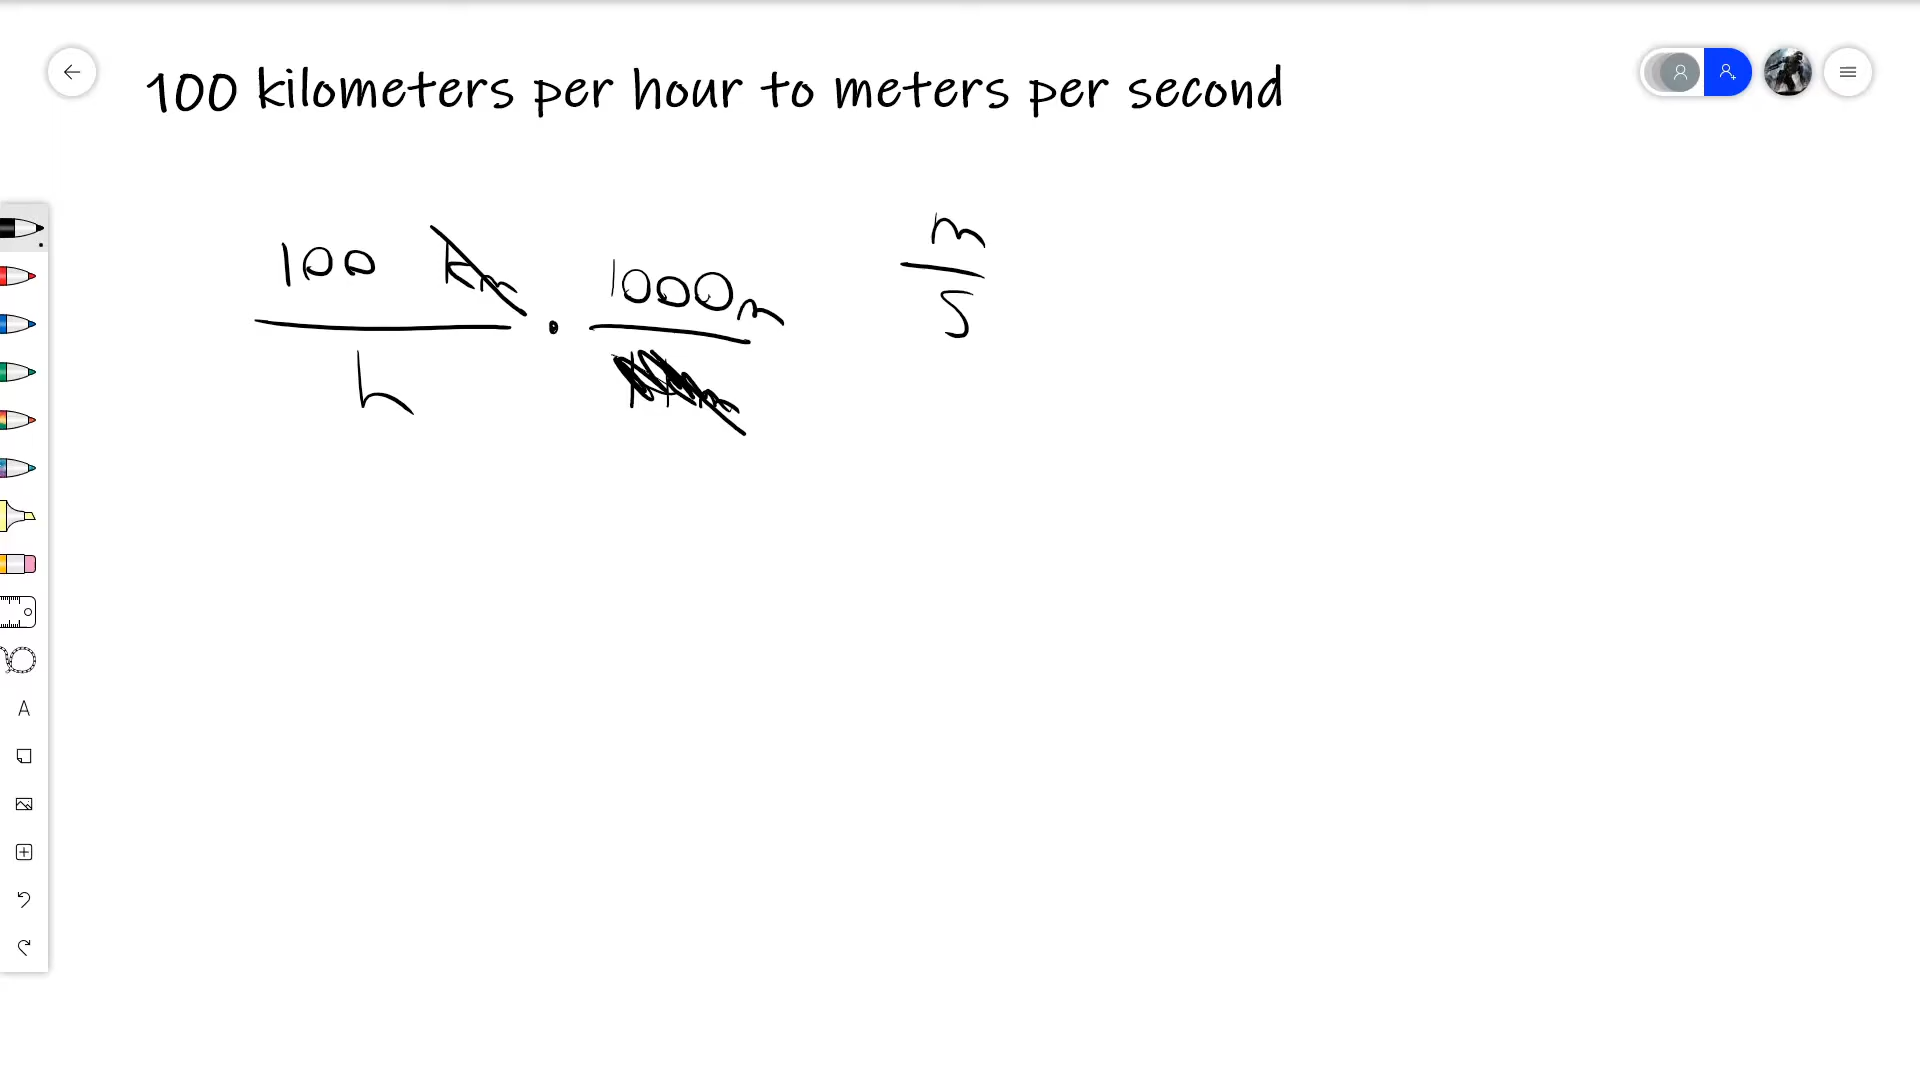 100 kilometers per hour to meters per second
100 km
h
·
1000m
m
s
A